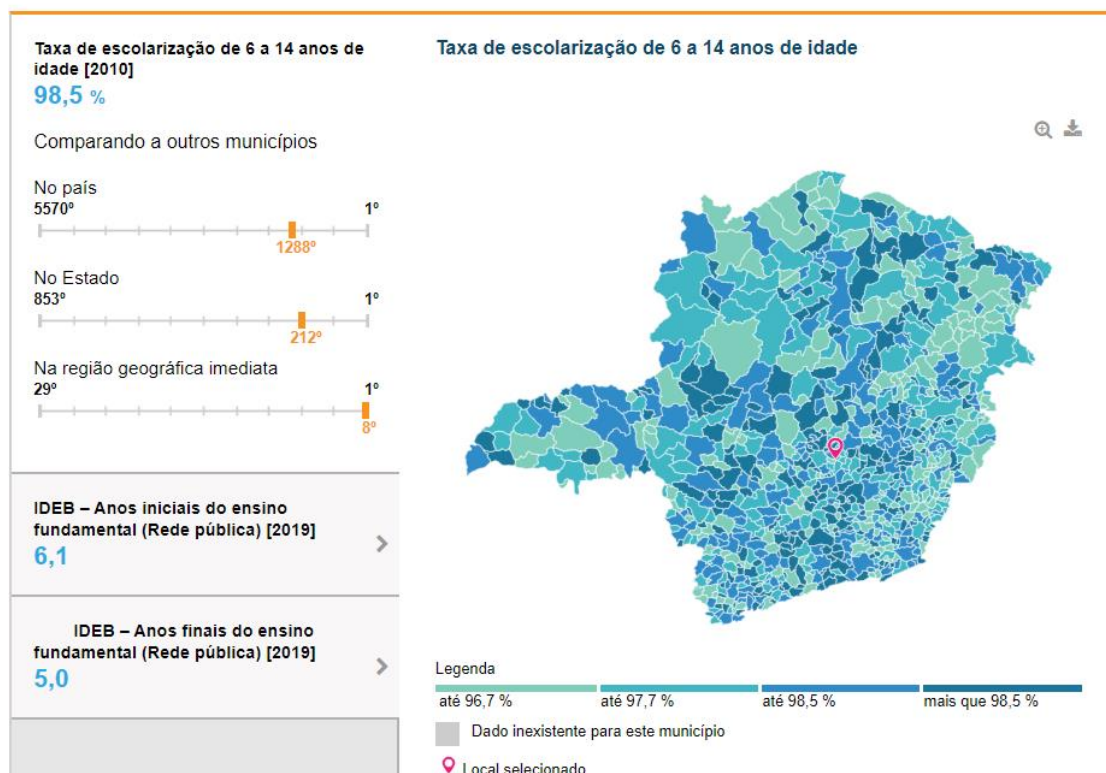 Taxa de escolarização de 6 a 14 anos de
idade [2010]
98,5 %
Comparando a outros municípios
No país
5570º 1º
1288º
No Estado
853º 1º
212º
Na região geográfica imediata
29º 1º
8º
IDEB – Anos iniciais do ensino
fundamental (Rede pública) [2019]
6,1
IDEB – Anos finais do ensino
fundamental (Rede pública) [2019]
5,0
Taxa de escolarização de 6 a 14 anos de idade
Legenda
até 96,7 % até 97,7 % até 98,5 % mais que 98,5 %
Dado inexistente para este município
Local selecionado